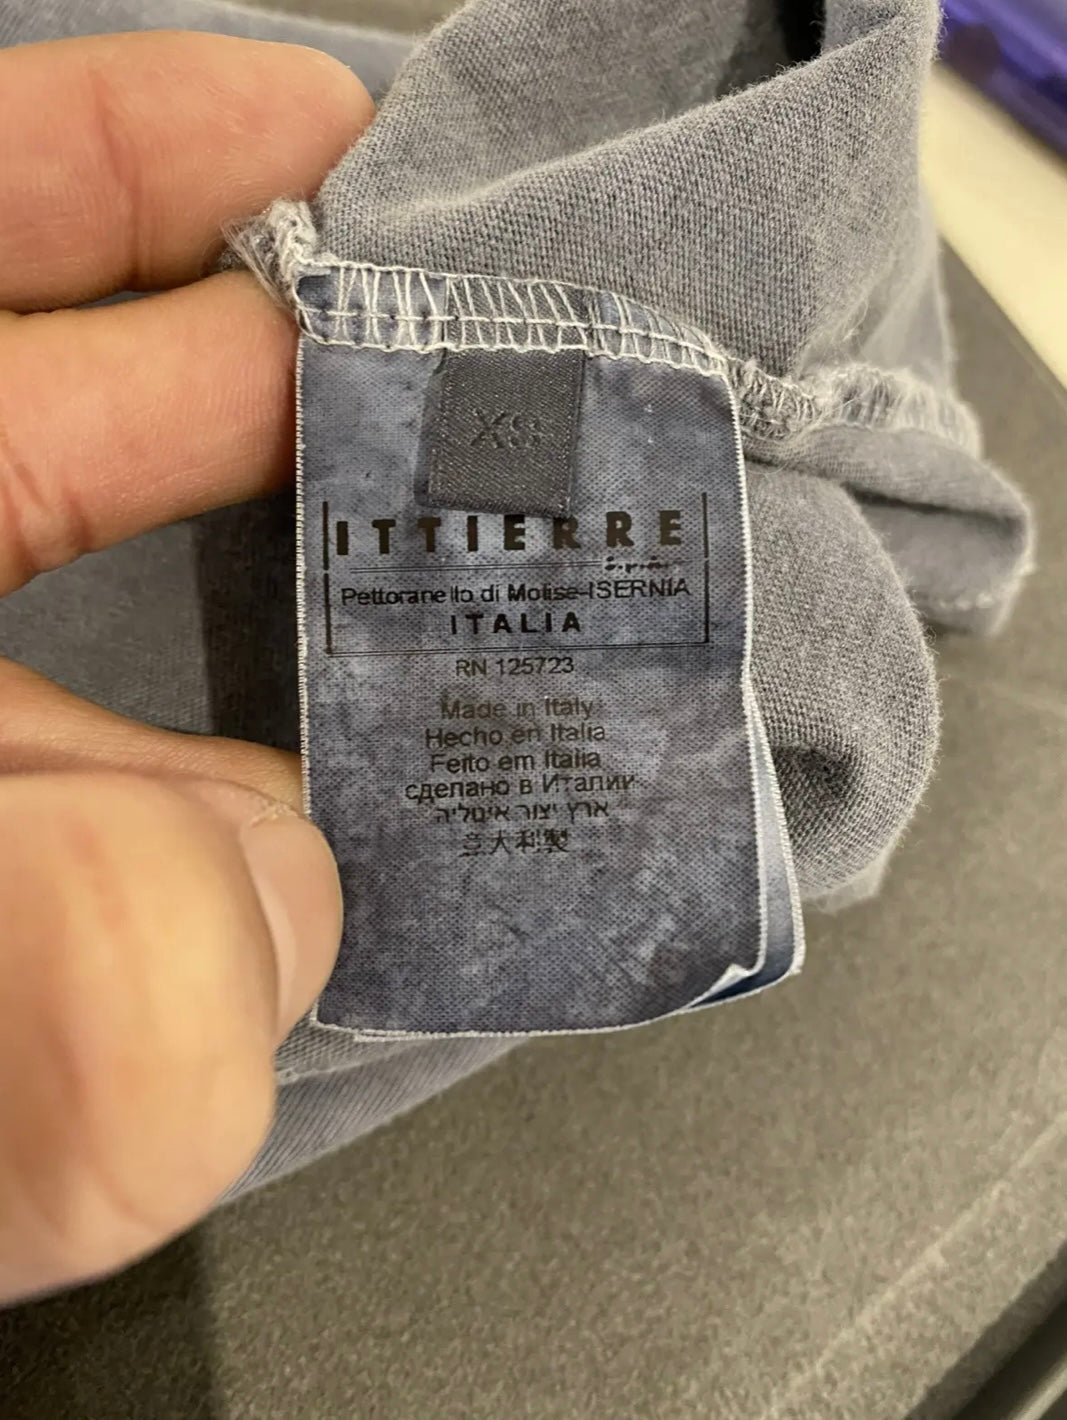 XS
ITTIERRE
s.p.a.
Pettoranello di Molise-ISERNIA
ITALIA
RN 125723
Made in Italy
Hecho en Italia
Feito em Italia
сделано в Италии
ארץ יצור איטליה
意大利製